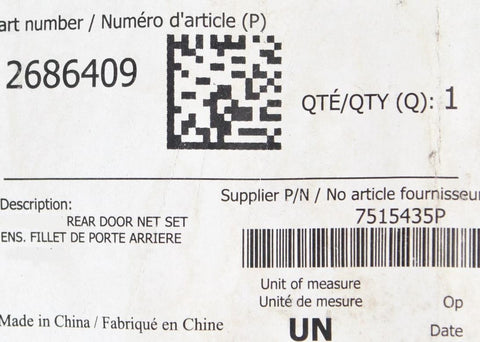 art number / Numéro d'article (P)
2686409
QTÉ/QTY (Q): 1
Description:
REAR DOOR NET SET
ENS. FILLET DE PORTE ARRIERE
Supplier P/N / No article fournisseu
7515435P
Unit of measure
Unité de mesure
UN
Op
Date
Made in China / Fabriqué en Chine